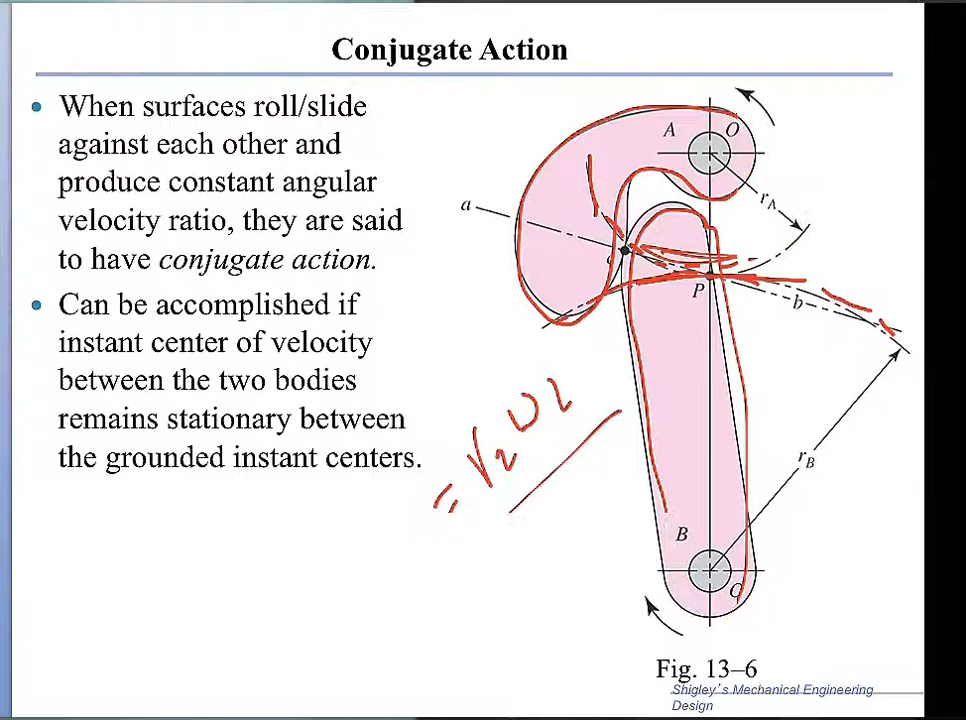 Conjugate Action
• When surfaces roll/slide
against each other and
produce constant angular
velocity ratio, they are said
to have conjugate action.
• Can be accomplished if
instant center of velocity
between the two bodies
remains stationary between
the grounded instant centers.
A
O
a
r_A
c
P
b
= r₂ω₂
r_B
B
O
Fig. 13–6
Shigley's Mechanical Engineering
Design